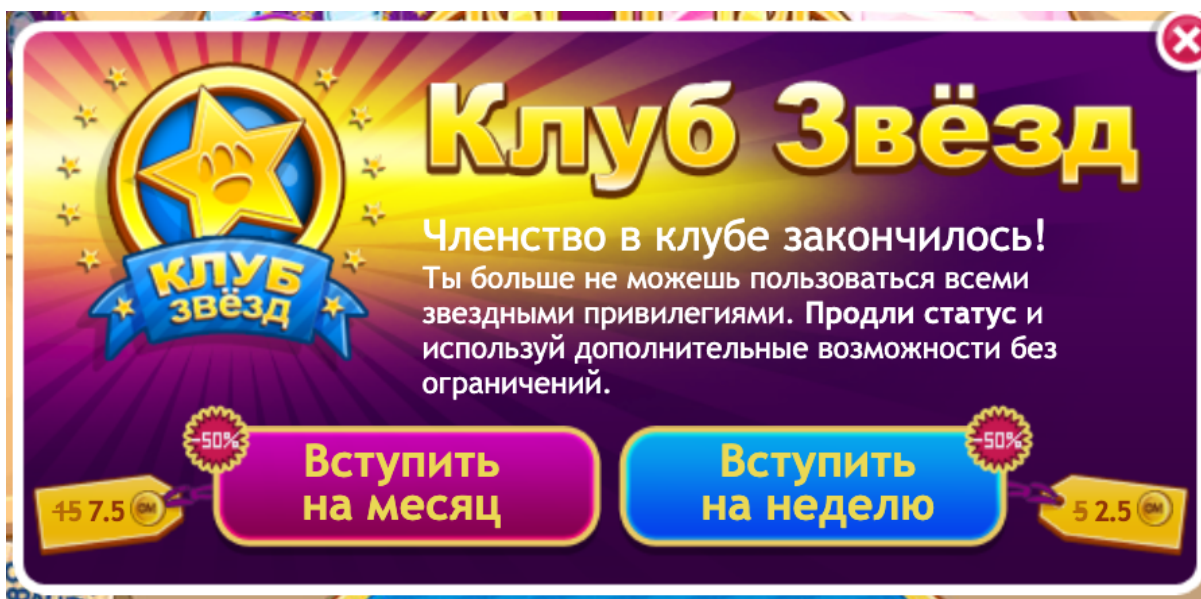 Клуб Звёзд
КЛУБ
ЗВЁЗД
Членство в клубе закончилось!
Ты больше не можешь пользоваться всеми
звездными привилегиями. Продли статус и
используй дополнительные возможности без
ограничений.
-50%
Вступить
на месяц
15 7.5
-50%
Вступить
на неделю
5 2.5